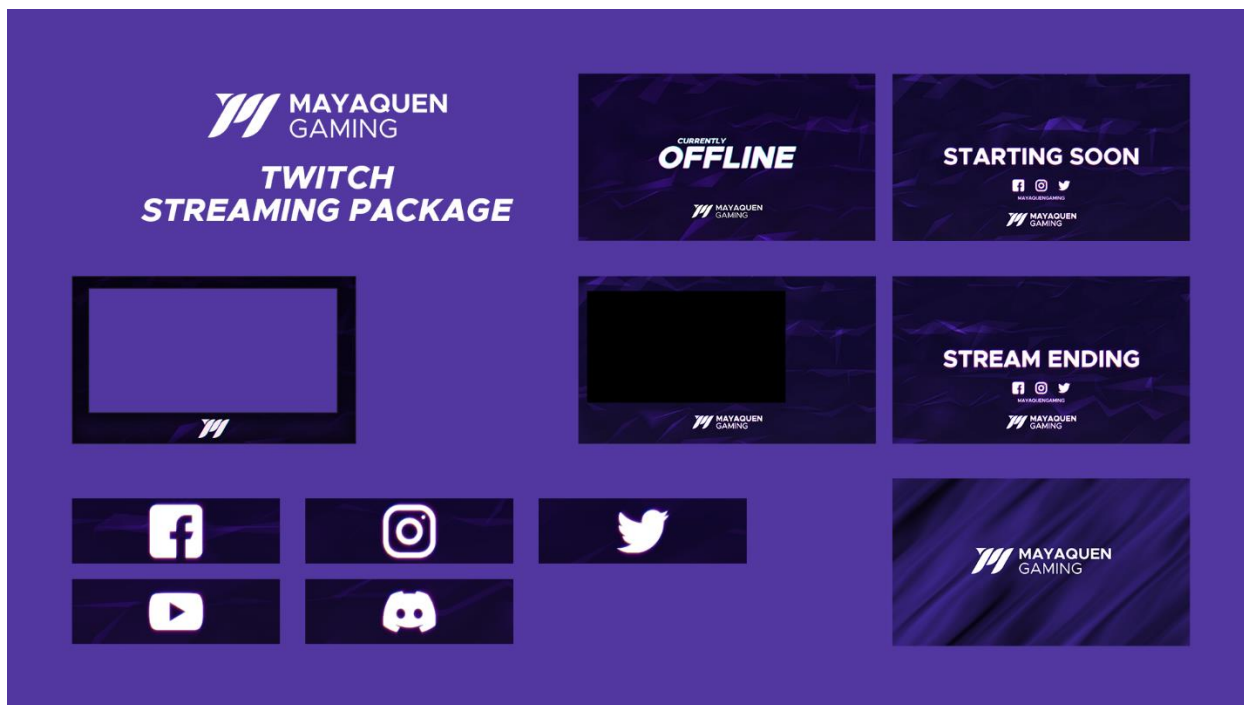 MAYAQUEN
GAMING
TWITCH
STREAMING PACKAGE
CURRENTLY
OFFLINE
MAYAQUEN
GAMING
STARTING SOON
MAYAQUENGAMING
MAYAQUEN
GAMING
MAYAQUEN
GAMING
STREAM ENDING
MAYAQUENGAMING
MAYAQUEN
GAMING
MAYAQUEN
GAMING